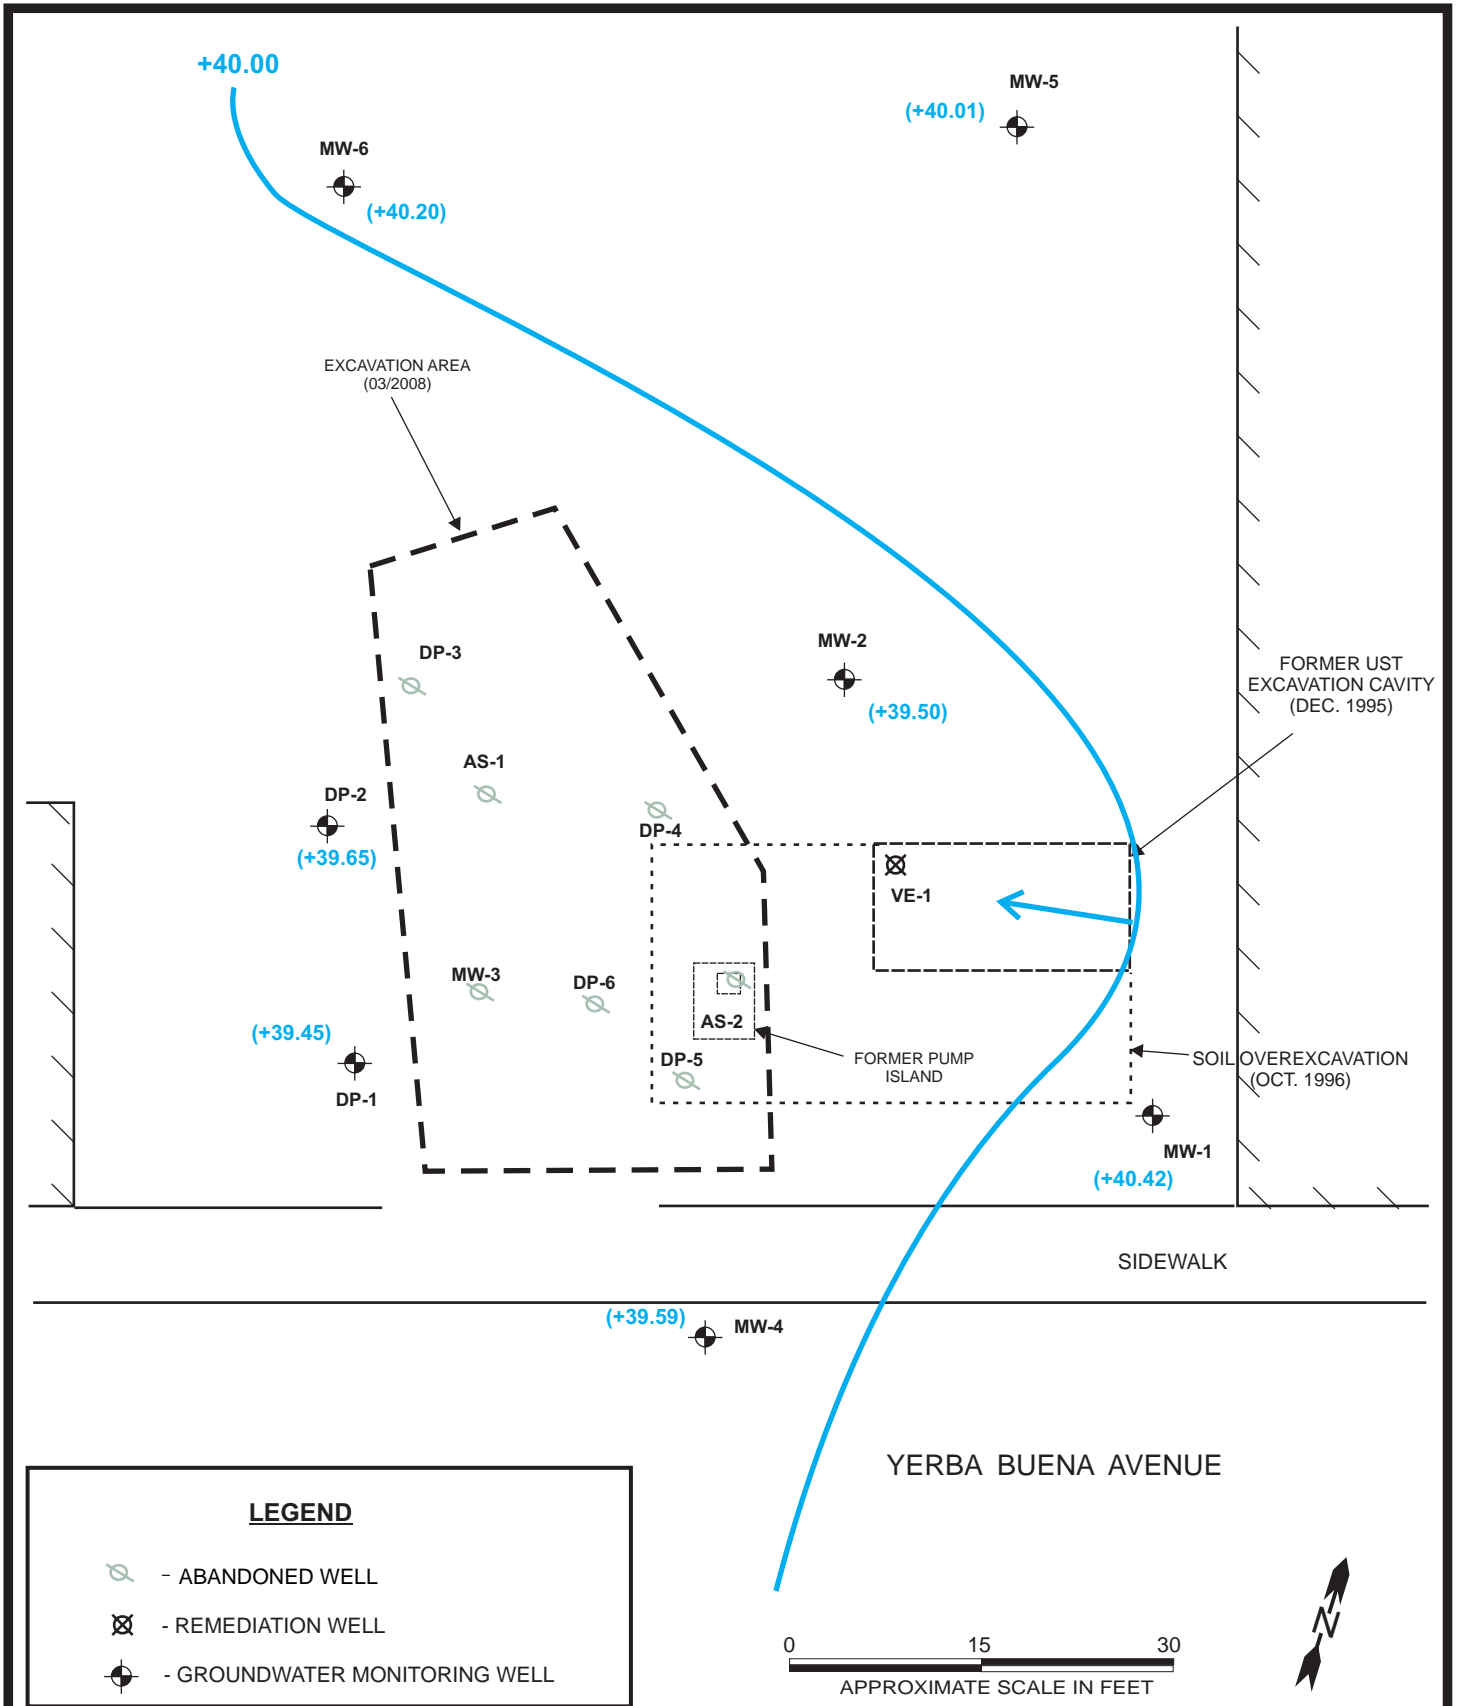 +40.00
MW-5
(+40.01)
MW-6
(+40.20)
EXCAVATION AREA
(03/2008)
DP-3
MW-2
(+39.50)
FORMER UST
EXCAVATION CAVITY
(DEC. 1995)
AS-1
DP-2
(+39.65)
DP-4
VE-1
MW-3
DP-6
AS-2
(+39.45)
DP-1
DP-5
FORMER PUMP
ISLAND
SOIL OVEREXCAVATION
(OCT. 1996)
MW-1
(+40.42)
SIDEWALK
(+39.59)
MW-4
YERBA BUENA AVENUE
LEGEND
- ABANDONED WELL
- REMEDIATION WELL
- GROUNDWATER MONITORING WELL
0 15 30
APPROXIMATE SCALE IN FEET
N